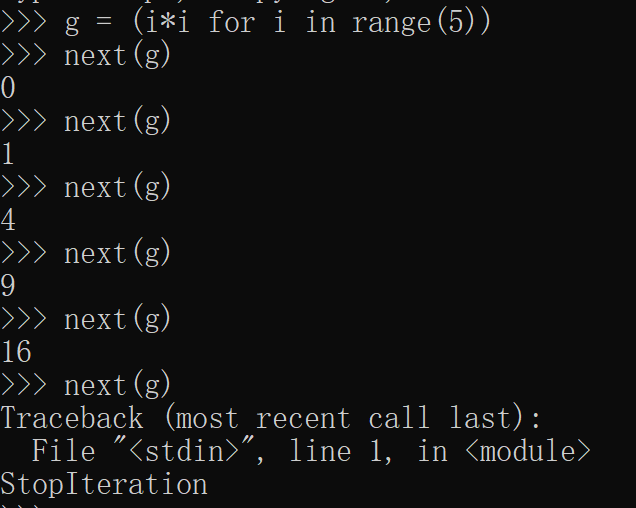 >>> g = (i*i for i in range(5))
>>> next(g)
0
>>> next(g)
1
>>> next(g)
4
>>> next(g)
9
>>> next(g)
16
>>> next(g)
Traceback (most recent call last):
  File "<stdin>", line 1, in <module>
StopIteration
>>>